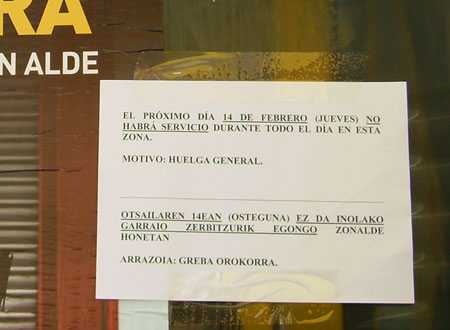 RA
N ALDE
EL PRÓXIMO DÍA 14 DE FEBRERO (JUEVES) NO
HABRÁ SERVICIO DURANTE TODO EL DÍA EN ESTA
ZONA.
MOTIVO: HUELGA GENERAL.
OTSAILAREN 14EAN (OSTEGUNA) EZ DA INOLAKO
GARRAIO ZERBITZURIK EGONGO ZONALDE
HONETAN
ARRAZOIA: GREBA OROKORRA.